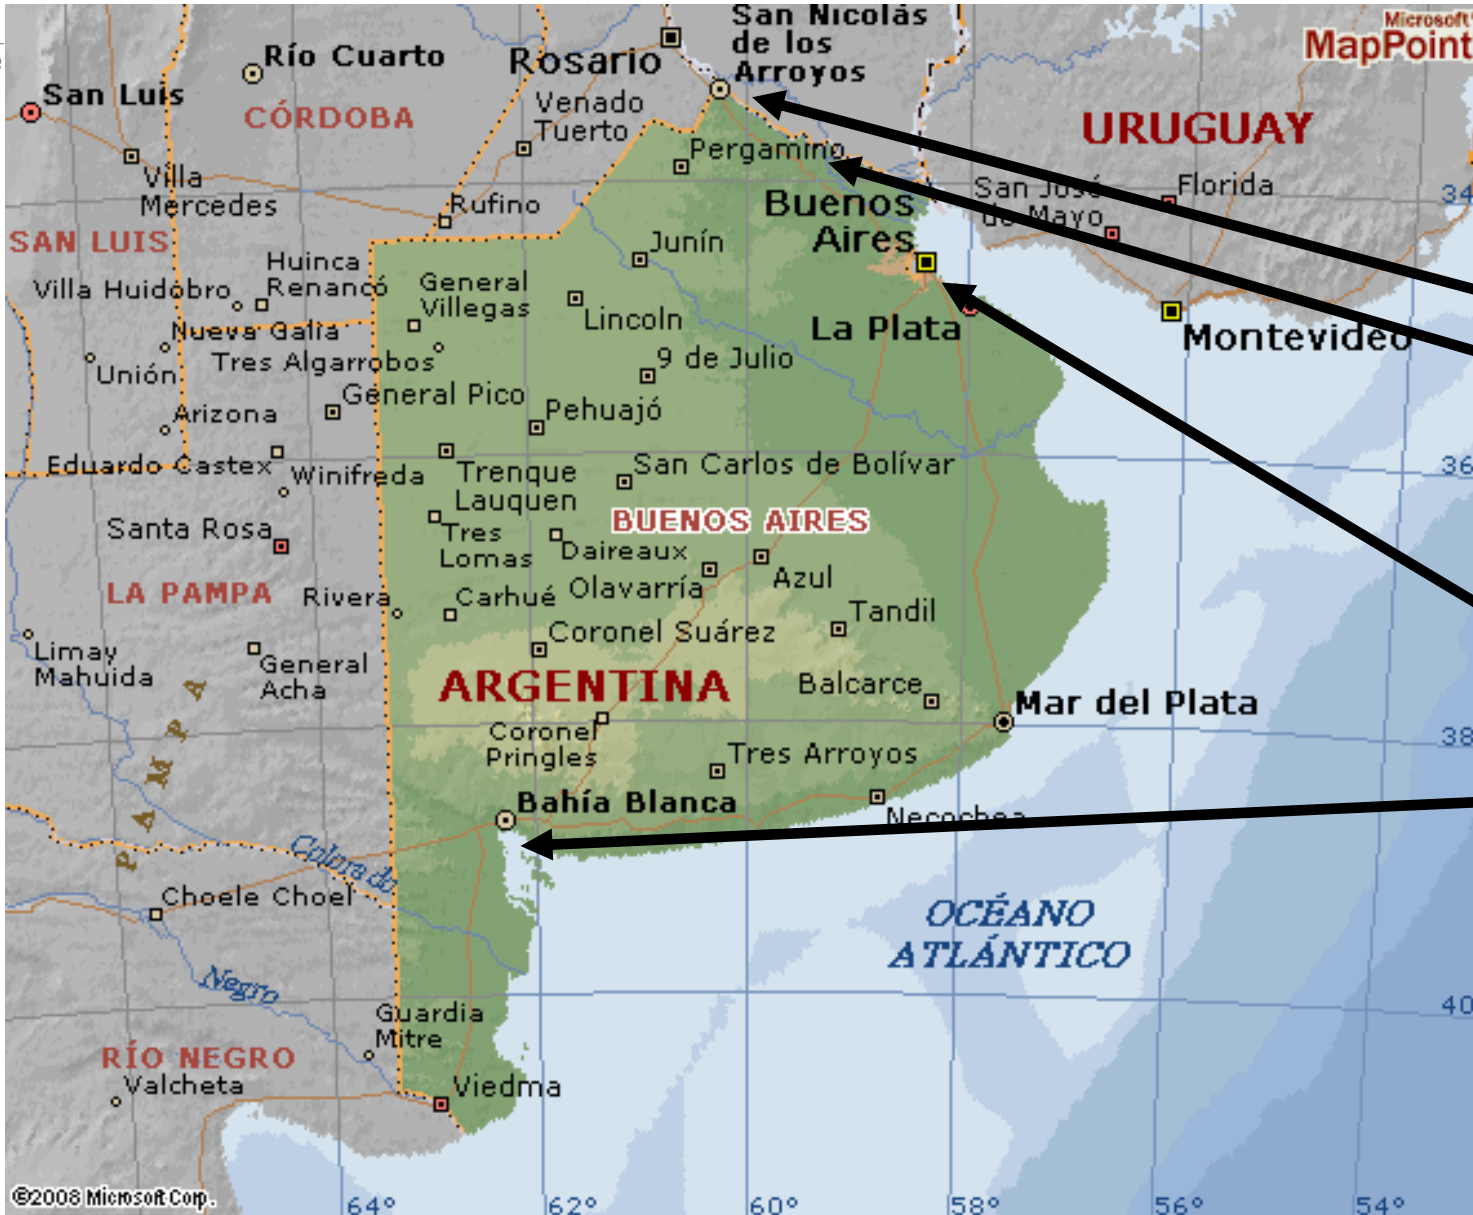 San Nicolás
de los
Arroyos
Microsoft
MapPoint
Río Cuarto
Rosario
San Luis
CÓRDOBA
Venado
Tuerto
URUGUAY
Pergamino
Villa
Mercedes
Rufino
Buenos
Aires
San José
de Mayo
Florida
34
SAN LUIS
Junín
Huinca
Renancó
General
Villegas
Villa Huidobro
Lincoln
La Plata
Montevideo
Nueva Galia
Tres Algarrobos
9 de Julio
Unión
General Pico
Arizona
Pehuajó
Eduardo Castex
Winifreda
Trenque
Lauquen
San Carlos de Bolívar
36
Santa Rosa
Tres
Lomas
BUENOS AIRES
Daireaux
Olavarría
Azul
LA PAMPA
Rivera
Carhué
Tandil
Limay
Mahuida
General
Acha
Coronel Suárez
ARGENTINA
Balcarce
Mar del Plata
PAMPA
Coronel
Pringles
Tres Arroyos
38
Bahía Blanca
Necochea
Colorado
Choele Choel
OCÉANO
ATLÁNTICO
Negro
Guardia
Mitre
40
RÍO NEGRO
Valcheta
Viedma
©2008 Microsoft Corp.
64°
62°
60°
58°
56°
54°